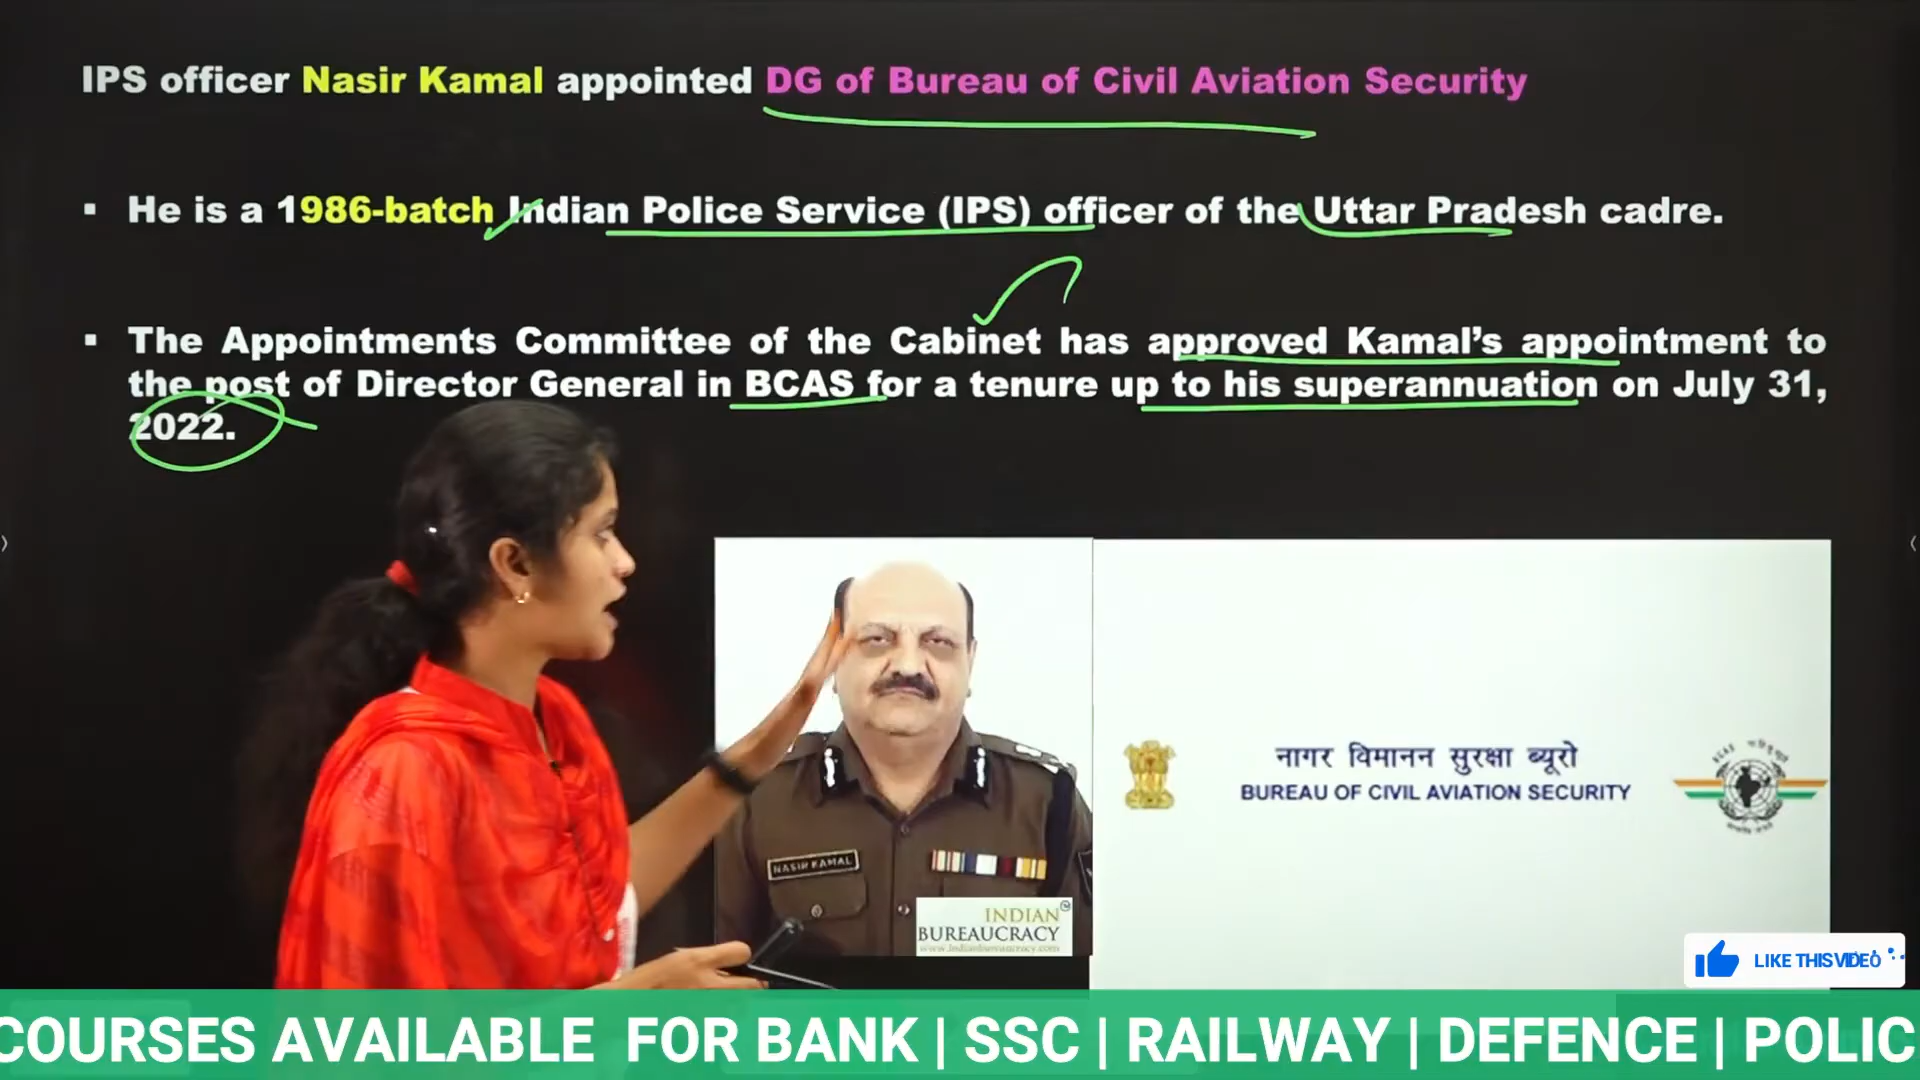 IPS officer Nasir Kamal appointed DG of Bureau of Civil Aviation Security
▪ He is a 1986-batch Indian Police Service (IPS) officer of the Uttar Pradesh cadre.
▪ The Appointments Committee of the Cabinet has approved Kamal's appointment to
the post of Director General in BCAS for a tenure up to his superannuation on July 31,
2022.
नागर विमानन सुरक्षा ब्यूरो
BUREAU OF CIVIL AVIATION SECURITY
NASIR KAMAL
INDIAN
BUREAUCRACY
www.indianbureaucracy.com
LIKE THIS VIDEO
COURSES AVAILABLE FOR BANK | SSC | RAILWAY | DEFENCE | POLIC